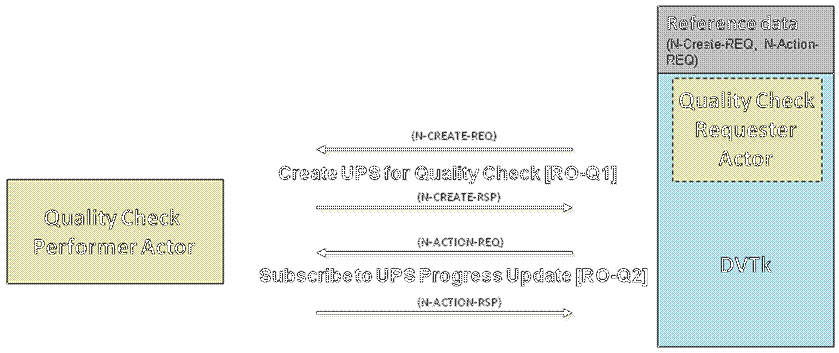 Reference data
(N-Create-REQ, N-Action-
REQ)
Quality Check
Requester
Actor
(N-CREATE-REQ)
Create UPS for Quality Check [RO-Q1]
(N-CREATE-RSP)
Quality Check
Performer Actor
(N-ACTION-REQ)
Subscribe to UPS Progress Update [RO-Q2]
(N-ACTION-RSP)
DVTk